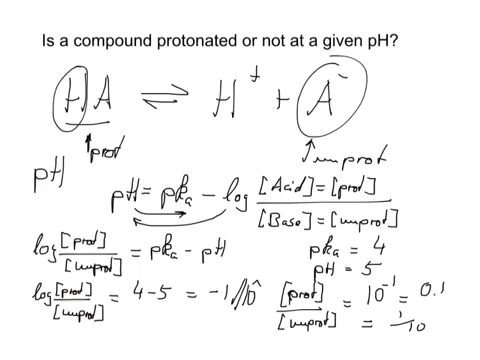 Is a compound protonated or not at a given pH?
HA ⇌ H⁺ + A⁻
↑prot
↑unprot
pH
pH = pkₐ - log [Acid]=[prot] / [Base]=[unprot]
log [prot]/[unprot] = pkₐ - pH
pkₐ = 4
pH = 5
log [prot]/[unprot] = 4-5 = -1 //10^
[prot]/[unprot] = 10⁻¹ = 0.1
= 1/10